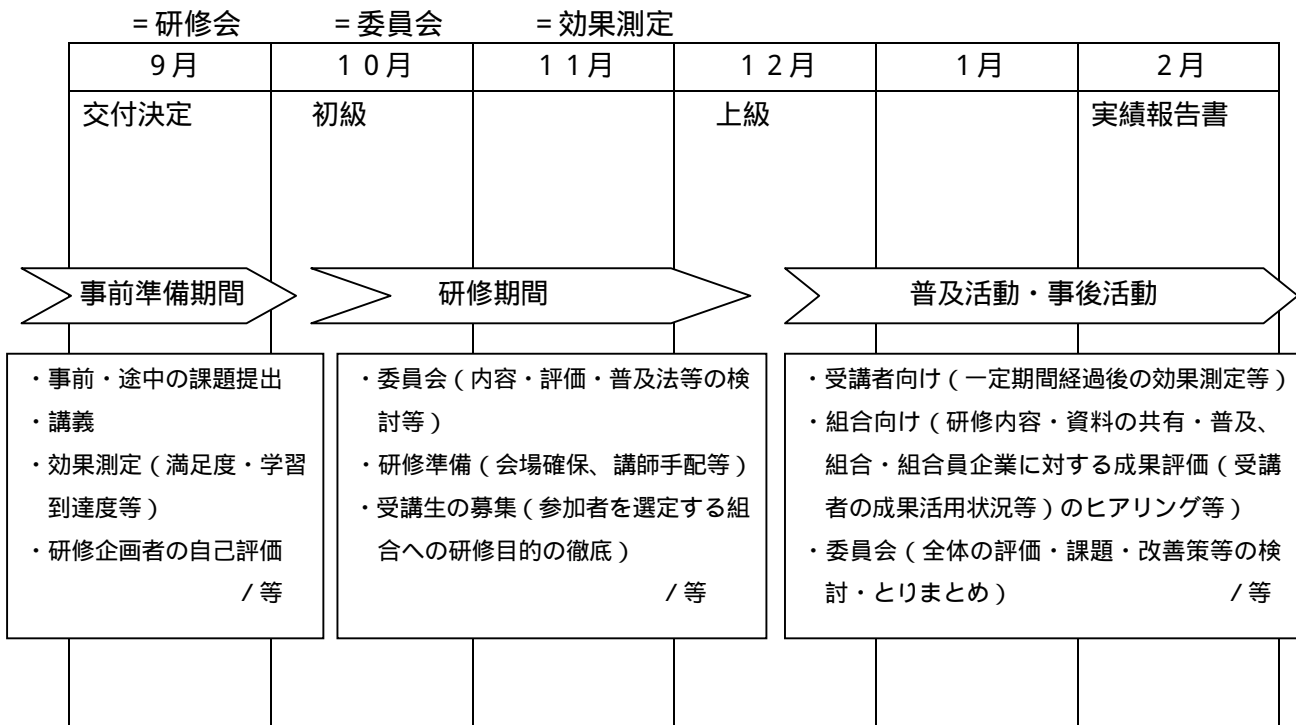 ＝研修会 ＝委員会 ＝効果測定
９月 １０月 １１月 １２月 １月 ２月
交付決定 初級 上級 実績報告書
事前準備期間 研修期間 普及活動・事後活動
・事前・途中の課題提出
・講義
・効果測定（満足度・学習
到達度等）
・研修企画者の自己評価
／等
・委員会（内容・評価・普及法等の検
討等）
・研修準備（会場確保、講師手配等）
・受講生の募集（参加者を選定する組
合への研修目的の徹底）
／等
・受講者向け（一定期間経過後の効果測定等）
・組合向け（研修内容・資料の共有・普及、
組合・組合員企業に対する成果評価（受講
者の成果活用状況等）のヒアリング等）
・委員会（全体の評価・課題・改善策等の検
討・とりまとめ） ／等